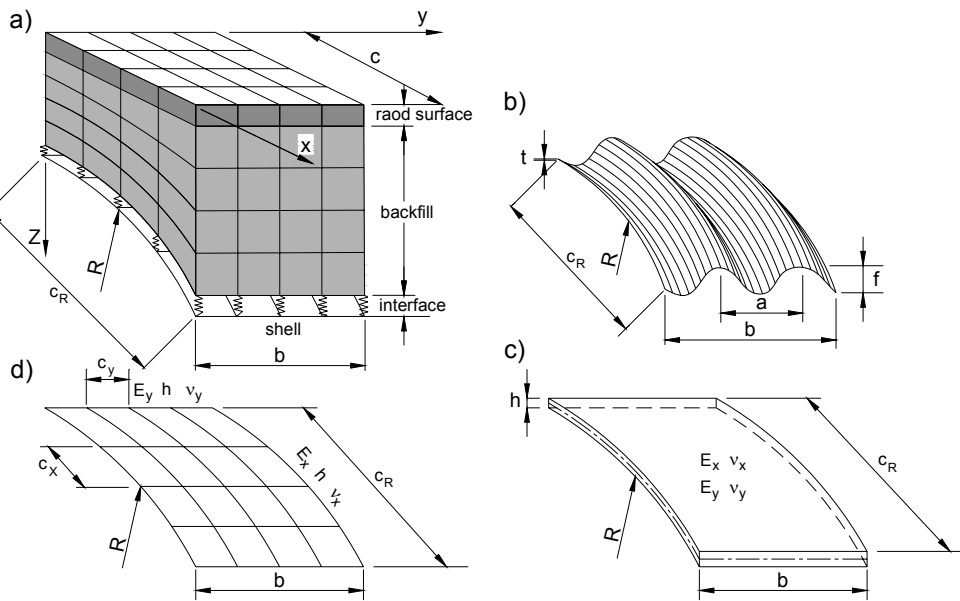 a)
y
c
raod surface
x
backfill
Z
R
c_R
interface
shell
b
b)
t
R
c_R
f
a
b
d)
c_y
E_y h ν_y
c_x
E_x h ν_x
c_R
R
b
c)
h
E_x ν_x
E_y ν_y
c_R
R
b